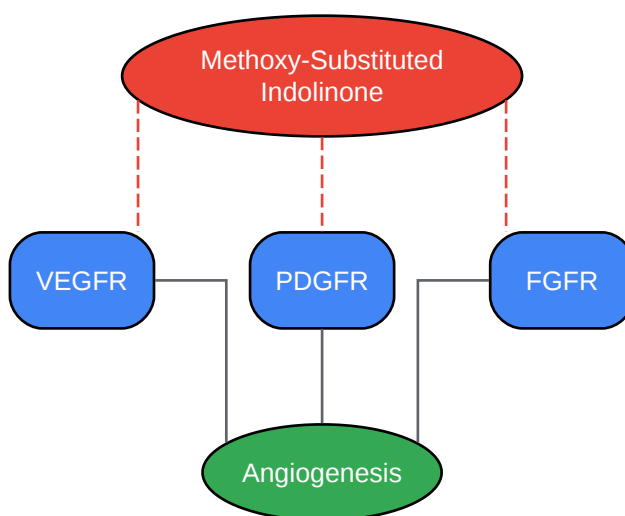 Methoxy-Substituted
Indolinone
VEGFR
PDGFR
FGFR
Angiogenesis